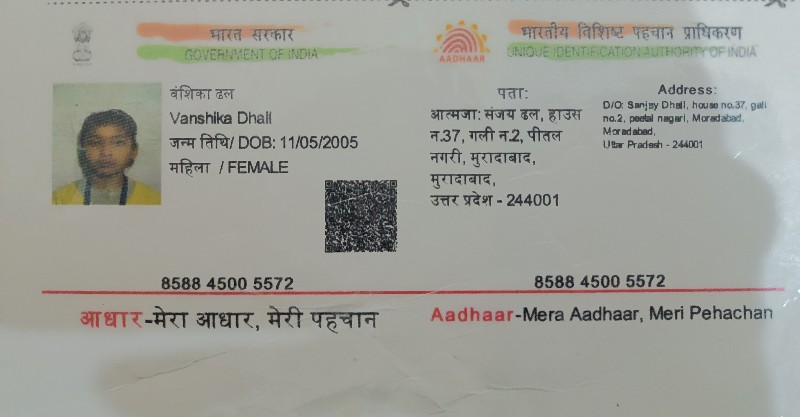 भारत सरकार
GOVERNMENT OF INDIA
वंशिका ढल
Vanshika Dhall
जन्म तिथि/ DOB: 11/05/2005
महिला / FEMALE
8588 4500 5572
आधार-मेरा आधार, मेरी पहचान
भारतीय विशिष्ट पहचान प्राधिकरण
UNIQUE IDENTIFICATION AUTHORITY OF INDIA
AADHAAR
पता:
आत्मजा: संजय ढल, हाउस
न.37, गली न.2, पीतल
नगरी, मुरादाबाद,
मुरादाबाद,
उत्तर प्रदेश - 244001
Address:
D/O: Sanjay Dhall, house no.37, gali
no.2, peetal nagari, Moradabad,
Moradabad,
Uttar Pradesh - 244001
8588 4500 5572
Aadhaar-Mera Aadhaar, Meri Pehachan